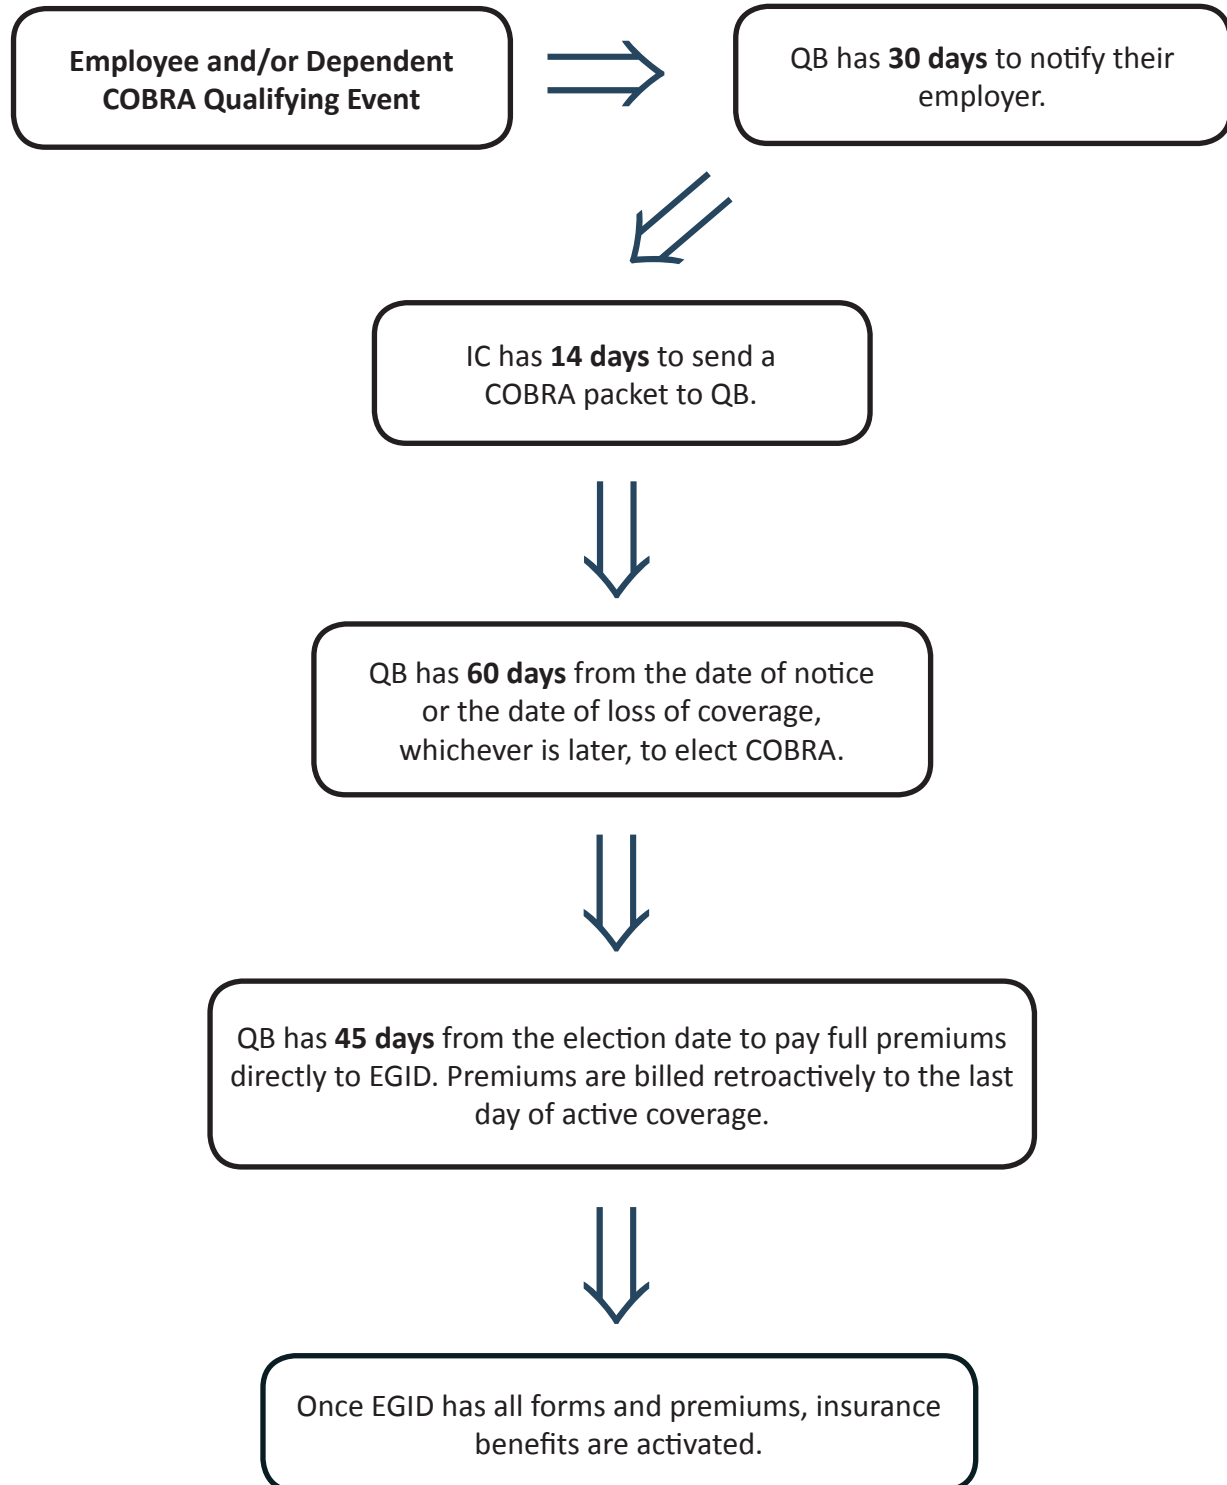 Employee and/or Dependent
COBRA Qualifying Event
QB has 30 days to notify their
employer.
IC has 14 days to send a
COBRA packet to QB.
QB has 60 days from the date of notice
or the date of loss of coverage,
whichever is later, to elect COBRA.
QB has 45 days from the election date to pay full premiums
directly to EGID. Premiums are billed retroactively to the last
day of active coverage.
Once EGID has all forms and premiums, insurance
benefits are activated.